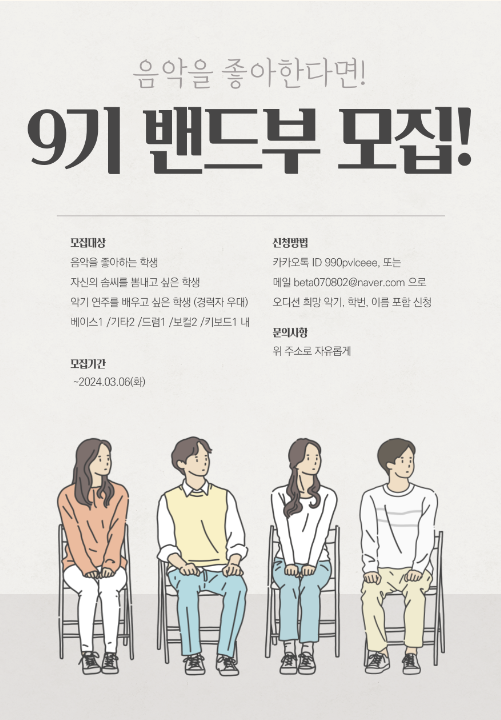 음악을 좋아한다면!
9기 밴드부 모집!
모집대상
음악을 좋아하는 학생
자신의 솜씨를 뽐내고 싶은 학생
악기 연주를 배우고 싶은 학생 (경력자 우대)
베이스1 /기타2 /드럼1 /보컬2 /키보드1 내
모집기간
~2024.03.06(화)
신청방법
카카오톡 ID 990pviceee, 또는
메일 beta070802@naver.com 으로
오디션 희망 악기, 학번, 이름 포함 신청
문의사항
위 주소로 자유롭게